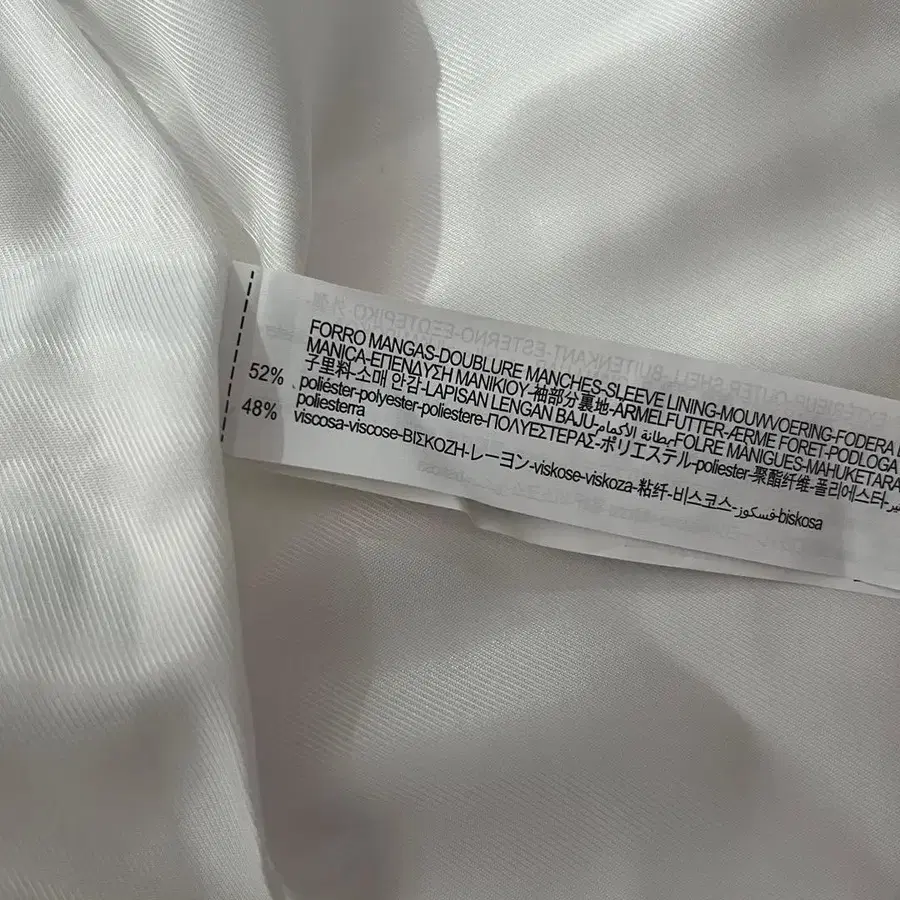 FORRO MANGAS-DOUBLURE MANCHES-SLEEVE LINING-MOUWVOERING-FODERA
MANICA-ΕΠΕΝΔΥΣΗ ΜΑΝΙΚΙΟΥ-袖部分裏地-ÄRMELFUTTER-ÆRME FORET-PODLOGA
子里料-소매 안감-LAPISAN LENGAN BAJU-بطانة الأكمام-FOLRE MÀNIGUES-MAHUKETARA
52% poliéster-polyester-poliestere-ΠΟΛΥΕΣΤΕΡΑΣ-ポリエステル-poliester-聚酯纤维-폴리에스터-
poliesterra
48% viscosa-viscose-ΒΙΣΚΟΖΗ-レーヨン-viskose-viskoza-粘纤-비스코스-فسكوز-biskosa